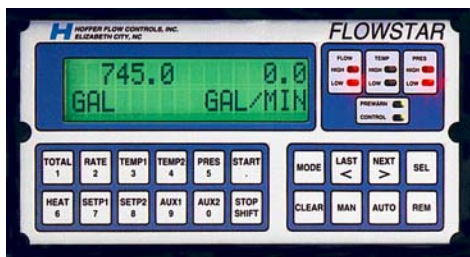 HOFFER FLOW CONTROLS, INC.
ELIZABETH CITY, NC
FLOWSTAR
FLOW TEMP PRES
HIGH HIGH HIGH
LOW LOW LOW
PREWARN
CONTROL
745.0 0.0
GAL GAL/MIN
TOTAL RATE TEMP1 TEMP2 PRES START
1 2 3 4 5 .
HEAT SETP1 SETP2 AUX1 AUX2 STOP
6 7 8 9 0 SHIFT
MODE LAST NEXT SEL
< >
CLEAR MAN AUTO REM